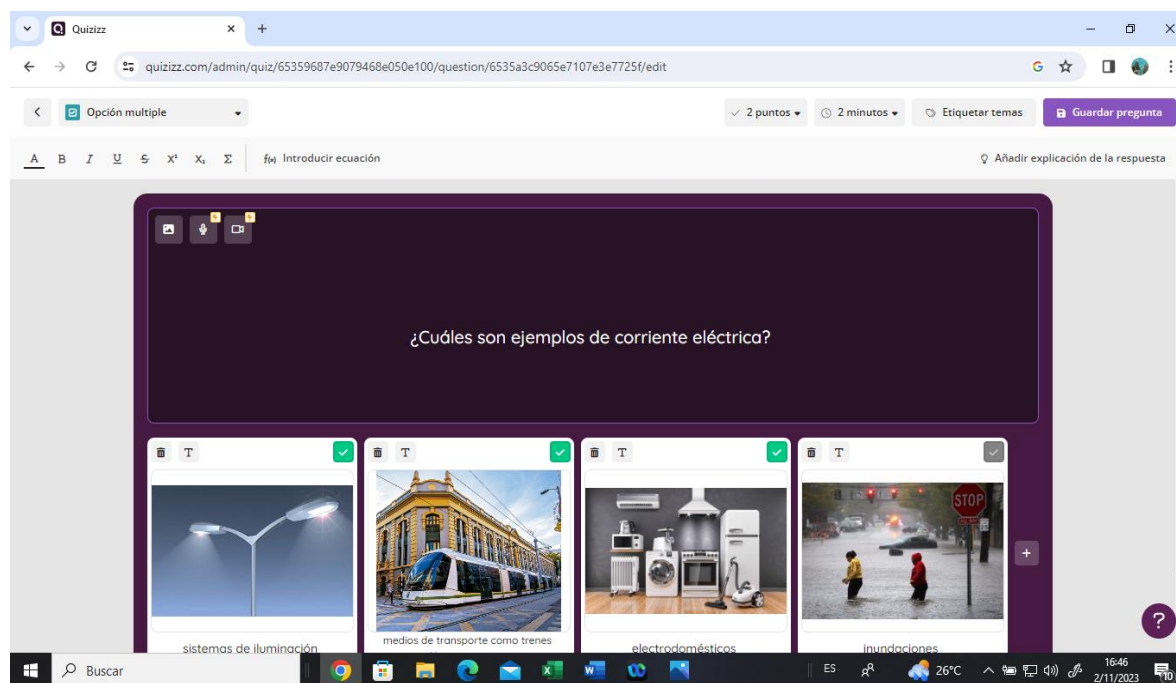 Quizizz
quizizz.com/admin/quiz/65359687e9079468e050e100/question/6535a3c9065e7107e3e7725f/edit
Opción multiple
2 puntos
2 minutos
Etiquetar temas
Guardar pregunta
A B I U S X¹ X₁ Σ f(x) Introducir ecuación
Añadir explicación de la respuesta
¿Cuáles son ejemplos de corriente eléctrica?
T
T
T
T
STOP
sistemas de iluminación
medios de transporte como trenes
electrodomésticos
inundaciones
Buscar
ES
26°C
16:46
2/11/2023